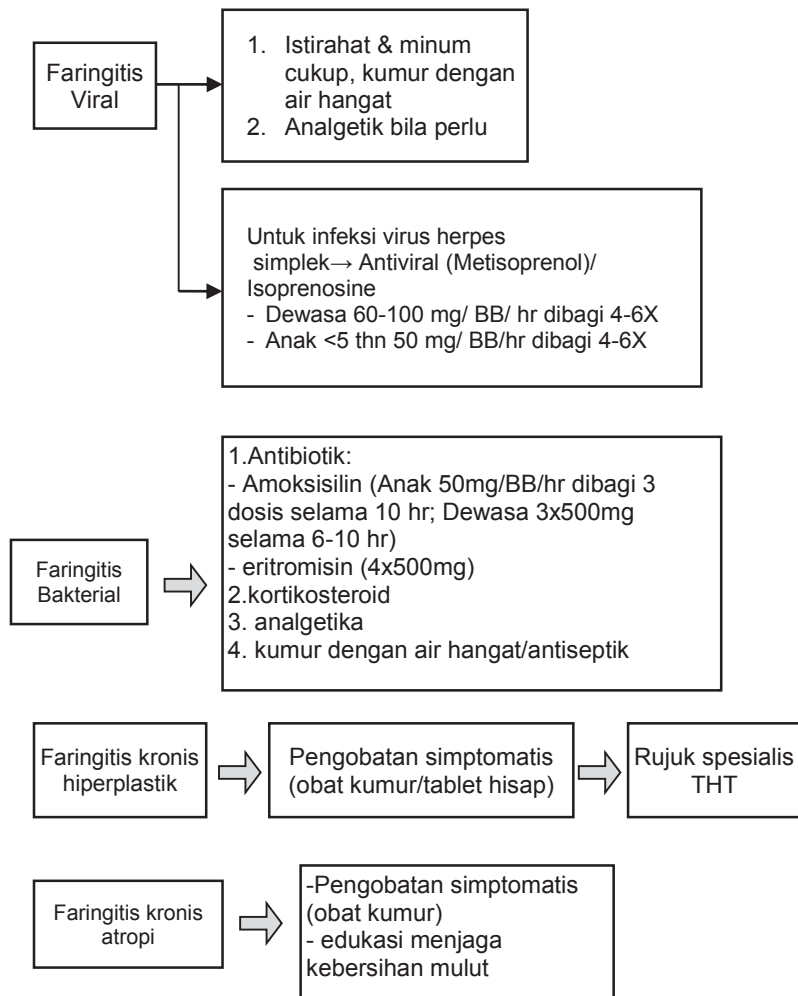 Faringitis
Viral
1. Istirahat & minum
cukup, kumur dengan
air hangat
2. Analgetik bila perlu
Untuk infeksi virus herpes
simplek→ Antiviral (Metisoprenol)/
Isoprenosine
- Dewasa 60-100 mg/ BB/ hr dibagi 4-6X
- Anak <5 thn 50 mg/ BB/hr dibagi 4-6X
Faringitis
Bakterial
1.Antibiotik:
- Amoksisilin (Anak 50mg/BB/hr dibagi 3
dosis selama 10 hr; Dewasa 3x500mg
selama 6-10 hr)
- eritromisin (4x500mg)
2.kortikosteroid
3. analgetika
4. kumur dengan air hangat/antiseptik
Faringitis kronis
hiperplastik
Pengobatan simptomatis
(obat kumur/tablet hisap)
Rujuk spesialis
THT
Faringitis kronis
atropi
-Pengobatan simptomatis
(obat kumur)
- edukasi menjaga
kebersihan mulut